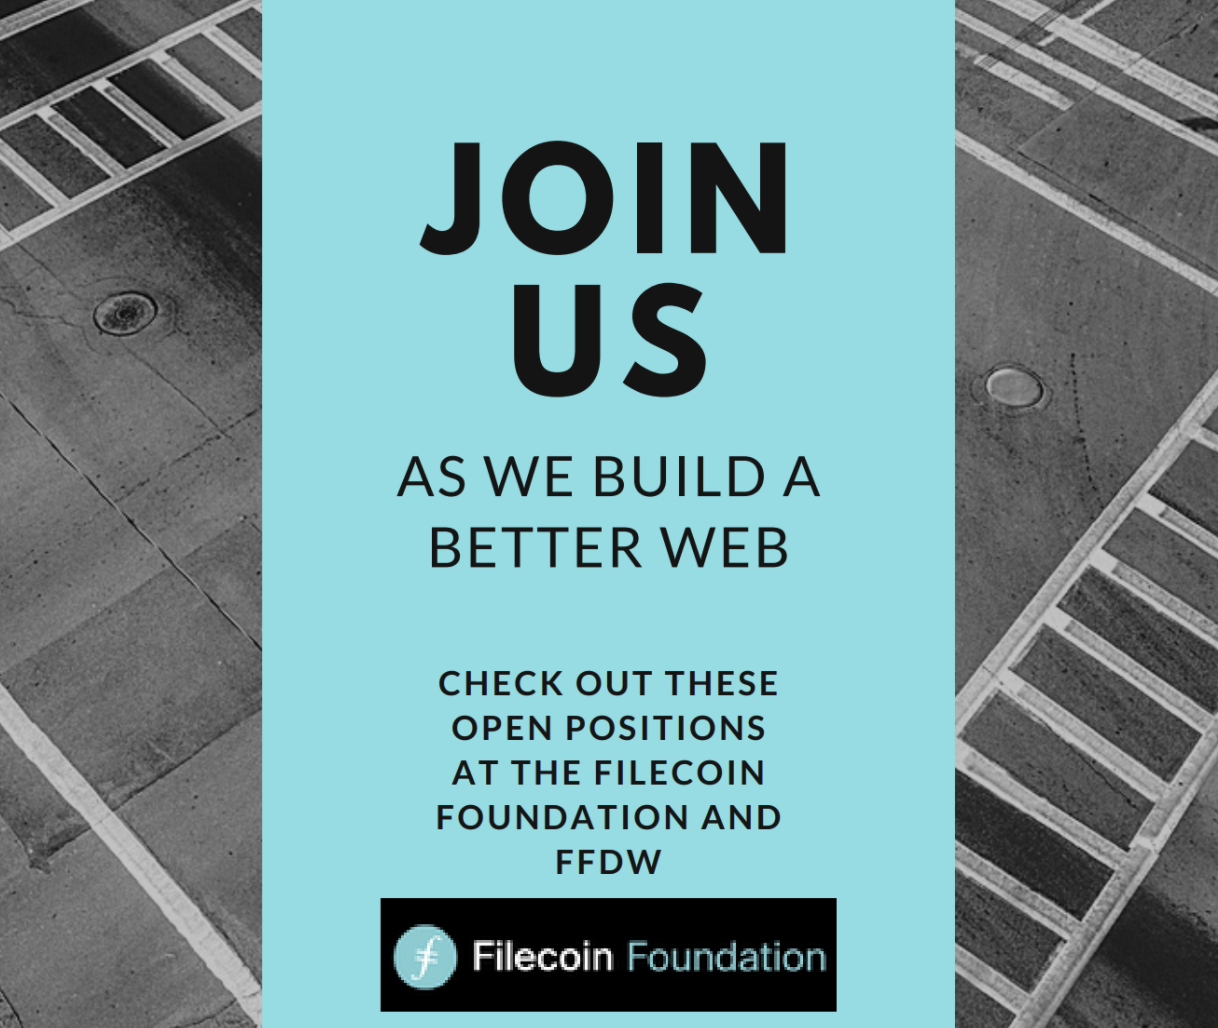 JOIN
US
AS WE BUILD A
BETTER WEB
CHECK OUT THESE
OPEN POSITIONS
AT THE FILECOIN
FOUNDATION AND
FFDW
Filecoin Foundation